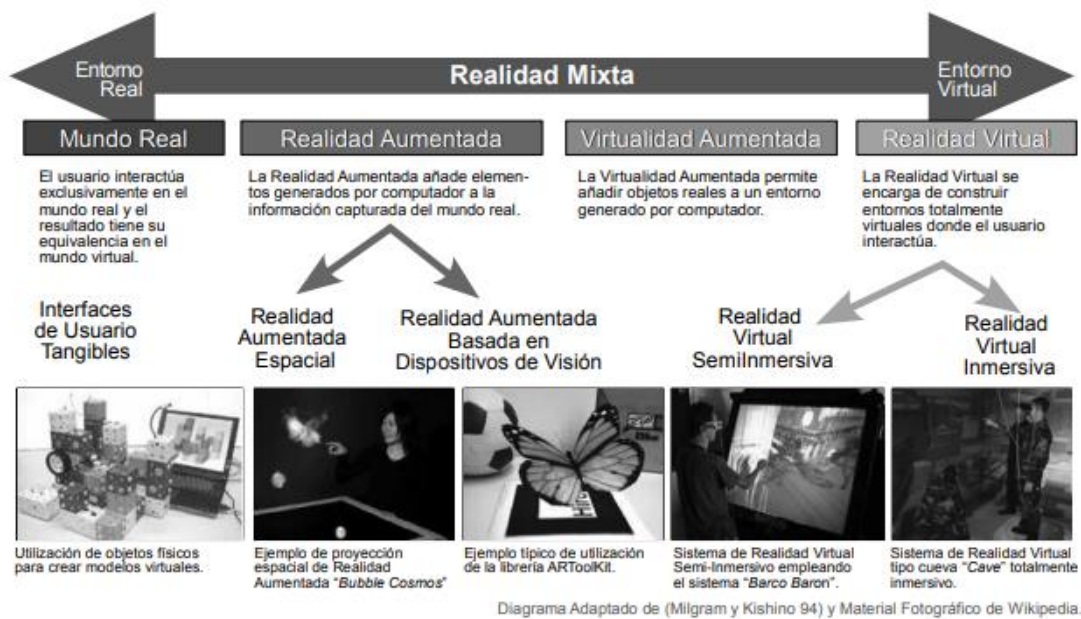 Entorno
Real
Realidad Mixta
Entorno
Virtual
Mundo Real
Realidad Aumentada
Virtualidad Aumentada
Realidad Virtual
El usuario interactúa
exclusivamente en el
mundo real y el
resultado tiene su
equivalencia en el
mundo virtual.
La Realidad Aumentada añade elemen-
tos generados por computador a la
información capturada del mundo real.
La Virtualidad Aumentada permite
añadir objetos reales a un entorno
generado por computador.
La Realidad Virtual se
encarga de construir
entornos totalmente
virtuales donde el usuario
interactúa.
Interfaces
de Usuario
Tangibles
Realidad
Aumentada
Espacial
Realidad Aumentada
Basada en
Dispositivos de Visión
Realidad
Virtual
SemiInmersiva
Realidad
Virtual
Inmersiva
Utilización de objetos físicos
para crear modelos virtuales.
Ejemplo de proyección
espacial de Realidad
Aumentada “Bubble Cosmos”
Ejemplo típico de utilización
de la librería ARToolKit.
Sistema de Realidad Virtual
Semi-Inmersivo empleando
el sistema “Barco Baron”.
Sistema de Realidad Virtual
tipo cueva “Cave” totalmente
inmersivo.
Diagrama Adaptado de (Milgram y Kishino 94) y Material Fotográfico de Wikipedia.